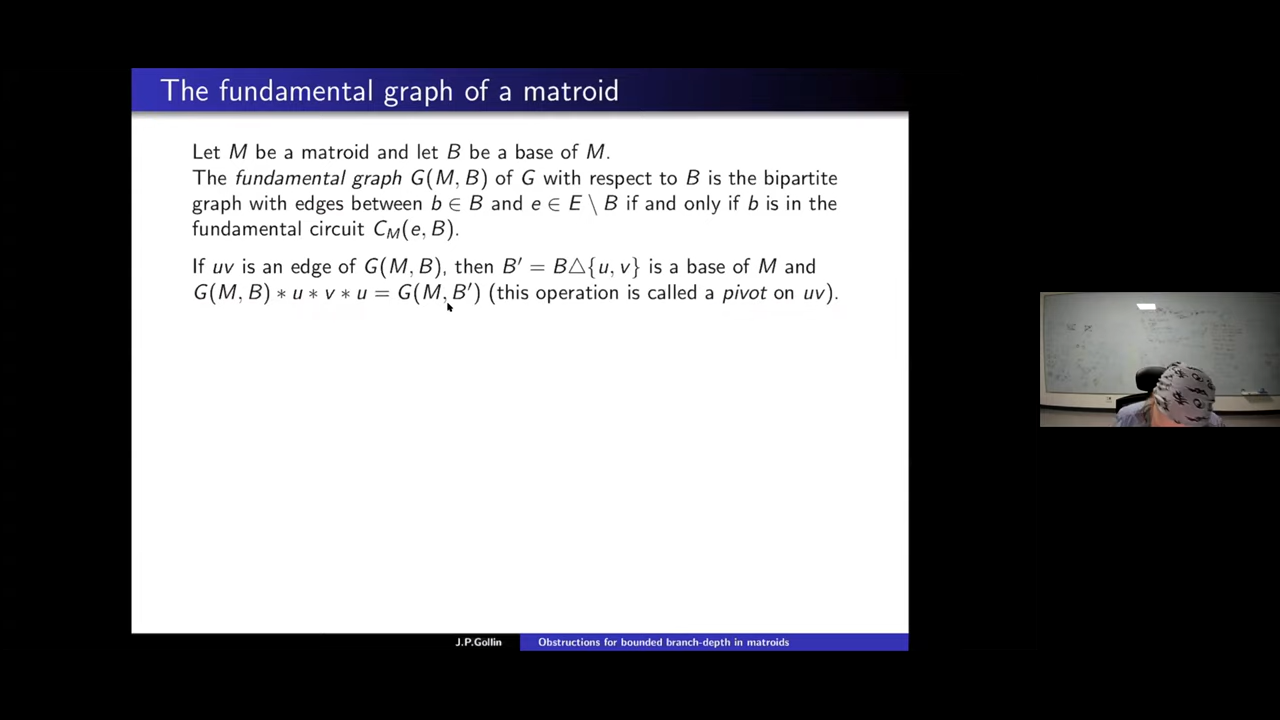 The fundamental graph of a matroid
Let M be a matroid and let B be a base of M.
The fundamental graph G(M, B) of G with respect to B is the bipartite
graph with edges between b ∈ B and e ∈ E \ B if and only if b is in the
fundamental circuit C_M(e, B).
If uv is an edge of G(M, B), then B′ = B△{u, v} is a base of M and
G(M, B) ∗ u ∗ v ∗ u = G(M, B′) (this operation is called a pivot on uv).
J.P.Gollin
Obstructions for bounded branch-depth in matroids